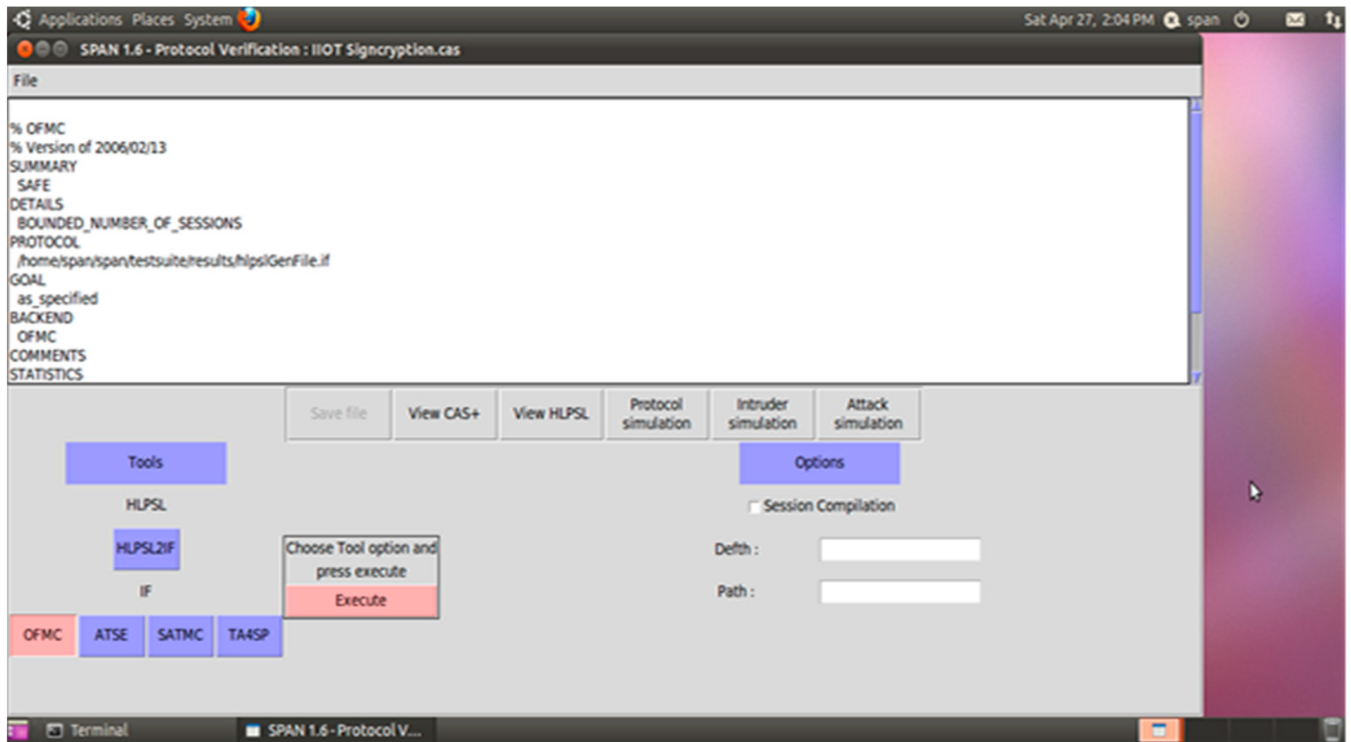 Applications Places System Sat Apr 27, 2:04 PM span
SPAN 1.6 - Protocol Verification : IIOT Signcryption.cas
File
% OFMC
% Version of 2006/02/13
SUMMARY
SAFE
DETAILS
BOUNDED_NUMBER_OF_SESSIONS
PROTOCOL
/home/span/span/testsuite/results/hlpslGenFile.if
GOAL
as_specified
BACKEND
OFMC
COMMENTS
STATISTICS
Save file View CAS+ View HLPSL Protocol simulation Intruder simulation Attack simulation
Tools Options
HLPSL Session Compilation
HLPSL2IF Choose Tool option and press execute Defth :
IF Execute Path :
OFMC ATSE SATMC TA4SP
Terminal SPAN 1.6 - Protocol V...